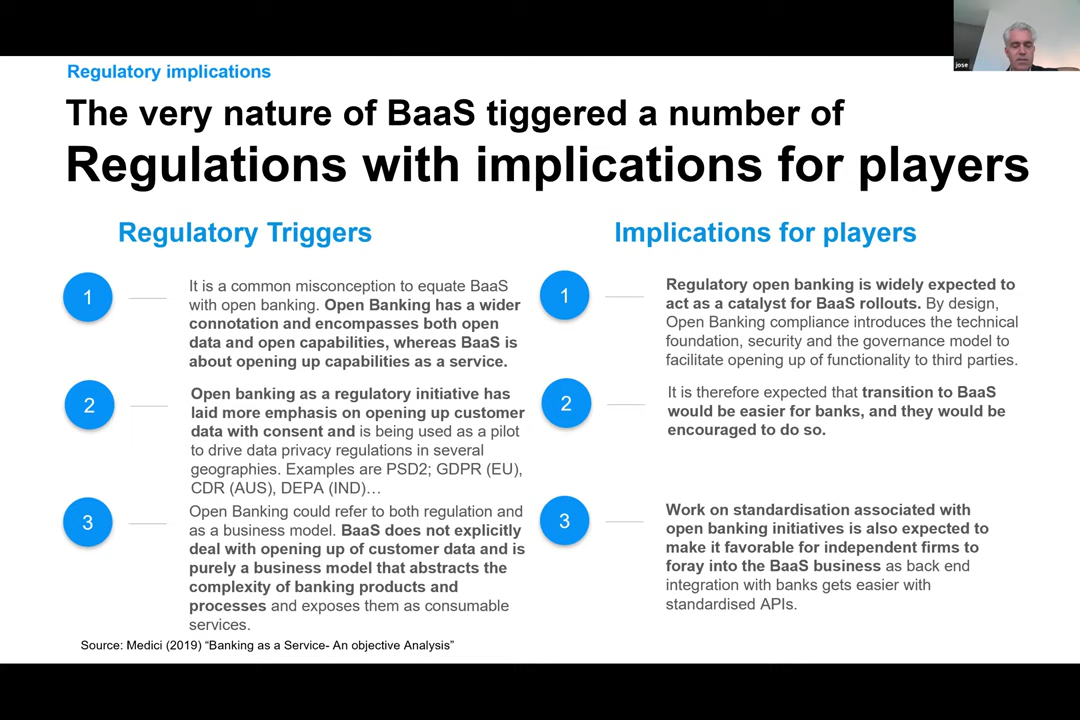 jose
Regulatory implications
The very nature of BaaS tiggered a number of
Regulations with implications for players
Regulatory Triggers
1
It is a common misconception to equate BaaS
with open banking. Open Banking has a wider
connotation and encompasses both open
data and open capabilities, whereas BaaS is
about opening up capabilities as a service.
2
Open banking as a regulatory initiative has
laid more emphasis on opening up customer
data with consent and is being used as a pilot
to drive data privacy regulations in several
geographies. Examples are PSD2; GDPR (EU),
CDR (AUS), DEPA (IND)…
3
Open Banking could refer to both regulation and
as a business model. BaaS does not explicitly
deal with opening up of customer data and is
purely a business model that abstracts the
complexity of banking products and
processes and exposes them as consumable
services.
Implications for players
1
Regulatory open banking is widely expected to
act as a catalyst for BaaS rollouts. By design,
Open Banking compliance introduces the technical
foundation, security and the governance model to
facilitate opening up of functionality to third parties.
2
It is therefore expected that transition to BaaS
would be easier for banks, and they would be
encouraged to do so.
3
Work on standardisation associated with
open banking initiatives is also expected to
make it favorable for independent firms to
foray into the BaaS business as back end
integration with banks gets easier with
standardised APIs.
Source: Medici (2019) “Banking as a Service- An objective Analysis”